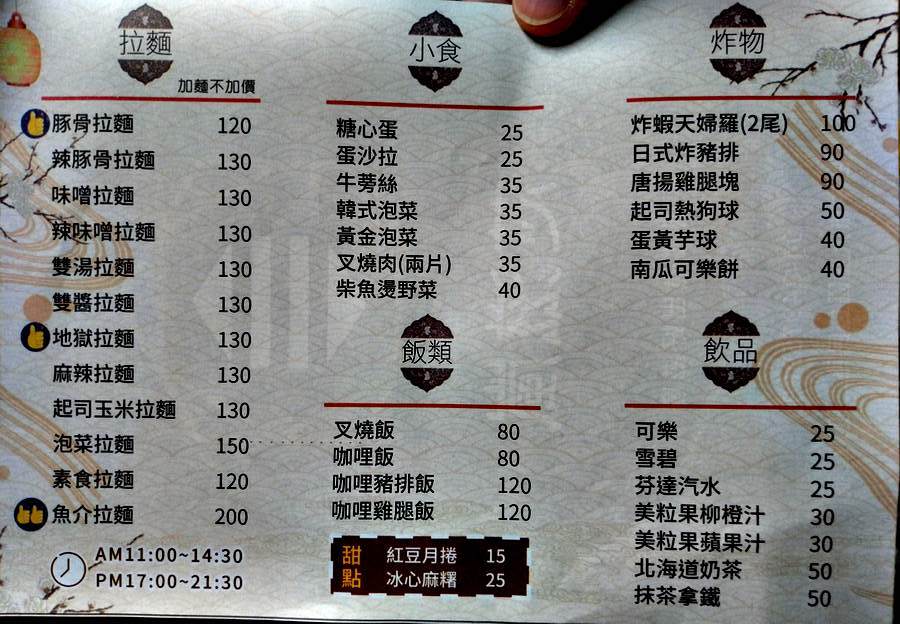 拉麵
加麵不加價
豚骨拉麵 120
辣豚骨拉麵 130
味噌拉麵 130
辣味噌拉麵 130
雙湯拉麵 130
雙醬拉麵 130
地獄拉麵 130
麻辣拉麵 130
起司玉米拉麵 130
泡菜拉麵 150
素食拉麵 120
魚介拉麵 200
AM11:00~14:30
PM17:00~21:30
小食
糖心蛋 25
蛋沙拉 25
牛蒡絲 35
韓式泡菜 35
黃金泡菜 35
叉燒肉(兩片) 35
柴魚燙野菜 40
飯類
叉燒飯 80
咖哩飯 80
咖哩豬排飯 120
咖哩雞腿飯 120
甜點
紅豆月捲 15
冰心麻糬 25
炸物
炸蝦天婦羅(2尾) 100
日式炸豬排 90
唐揚雞腿塊 90
起司熱狗球 50
蛋黃芋球 40
南瓜可樂餅 40
飲品
可樂 25
雪碧 25
芬達汽水 25
美粒果柳橙汁 30
美粒果蘋果汁 30
北海道奶茶 50
抹茶拿鐵 50